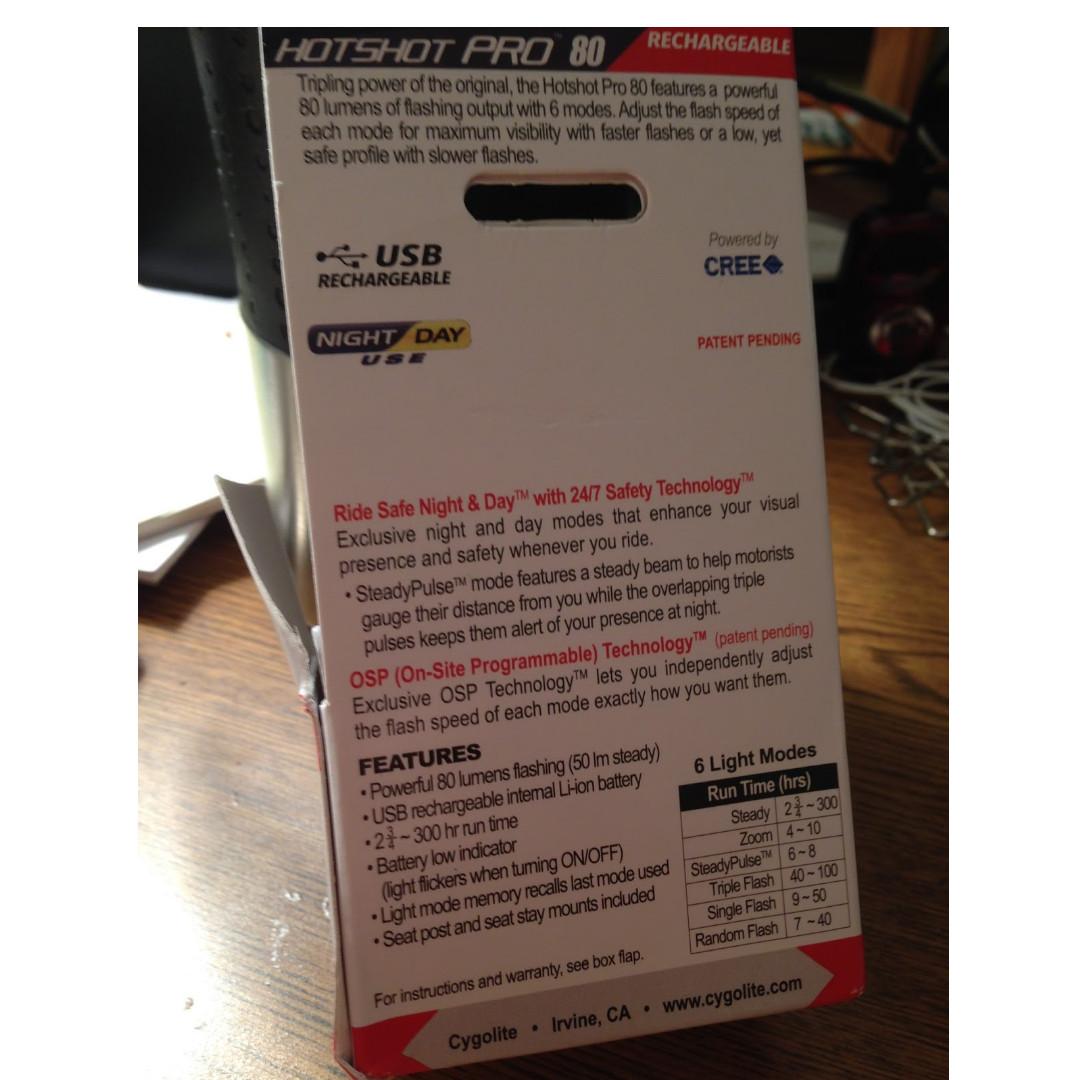 HOTSHOT PRO™ 80
RECHARGEABLE
Tripling power of the original, the Hotshot Pro 80 features a powerful
80 lumens of flashing output with 6 modes. Adjust the flash speed of
each mode for maximum visibility with faster flashes or a low, yet
safe profile with slower flashes.
USB
RECHARGEABLE
Powered by
CREE
NIGHT DAY
USE
PATENT PENDING
Ride Safe Night & Day™ with 24/7 Safety Technology™
Exclusive night and day modes that enhance your visual
presence and safety whenever you ride.
• SteadyPulse™ mode features a steady beam to help motorists
gauge their distance from you while the overlapping triple
pulses keeps them alert of your presence at night.
OSP (On-Site Programmable) Technology™ (patent pending)
Exclusive OSP Technology™ lets you independently adjust
the flash speed of each mode exactly how you want them.
FEATURES
• Powerful 80 lumens flashing (50 lm steady)
• USB rechargeable internal Li-ion battery
• 2¾ ~ 300 hr run time
• Battery low indicator
(light flickers when turning ON/OFF)
• Light mode memory recalls last mode used
• Seat post and seat stay mounts included
6 Light Modes
Run Time (hrs)
Steady 2¾ ~ 300
Zoom 4 ~ 10
SteadyPulse™ 6 ~ 8
Triple Flash 40 ~ 100
Single Flash 9 ~ 50
Random Flash 7 ~ 40
For instructions and warranty, see box flap.
Cygolite • Irvine, CA • www.cygolite.com